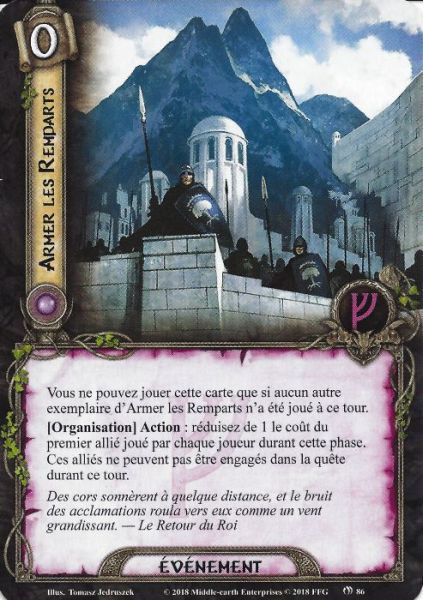 0
ARMER LES REMPARTS
Vous ne pouvez jouer cette carte que si aucun autre
exemplaire d'Armer les Remparts n'a été joué à ce tour.
[Organisation] Action : réduisez de 1 le coût du
premier allié joué par chaque joueur durant cette phase.
Ces alliés ne peuvent pas être engagés dans la quête
durant ce tour.
Des cors sonnèrent à quelque distance, et le bruit
des acclamations roula vers eux comme un vent
grandissant. — Le Retour du Roi
ÉVÉNEMENT
Illus. Tomasz Jedruszek © 2018 Middle-earth Enterprises © 2018 FFG 86